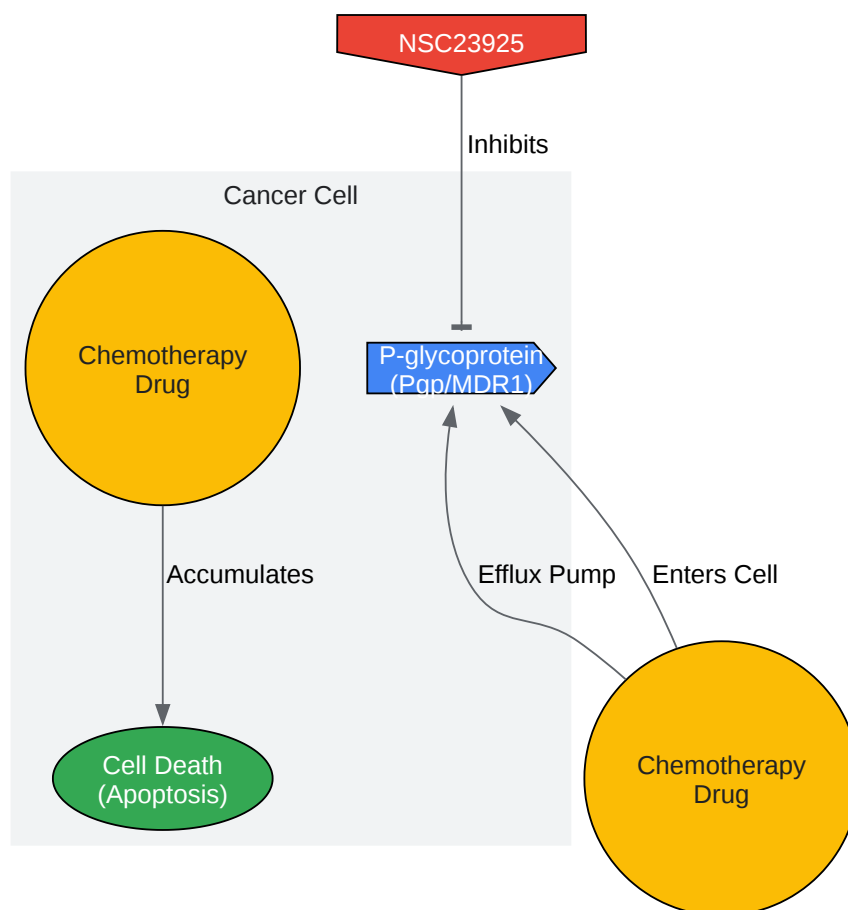 NSC23925
Inhibits
Cancer Cell
Chemotherapy
Drug
P-glycoprotein
(Pgp/MDR1)
Accumulates
Efflux Pump
Enters Cell
Cell Death
(Apoptosis)
Chemotherapy
Drug